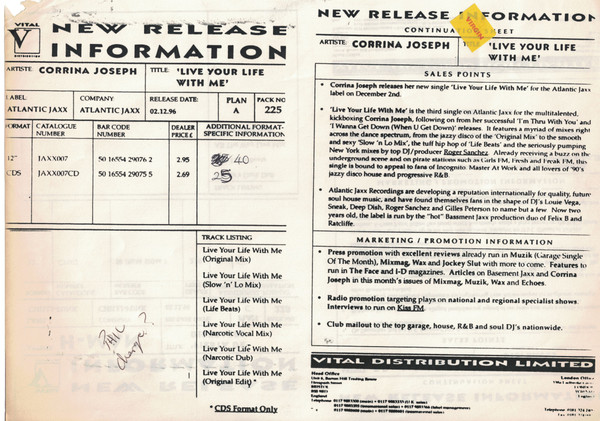 VITAL
DISTRIBUTION
NEW RELEASE
INFORMATION
ARTISTE: CORRINA JOSEPH
TITLE: 'LIVE YOUR LIFE
WITH ME'
LABEL
ATLANTIC JAXX
COMPANY
ATLANTIC JAXX
RELEASE DATE:
02.12.96
PLAN
A
PACK NO
225
FORMAT
CATALOGUE
NUMBER
BAR CODE
NUMBER
DEALER
PRICE £
ADDITIONAL FORMAT-
SPECIFIC INFORMATION
12" JAXX007 50 16554 29076 2 2.95 40
CDS JAXX007CD 50 16554 29075 5 2.69 25
TRACK LISTING
Live Your Life With Me
(Original Mix)
Live Your Life With Me
(Slow 'n' Lo Mix)
Live Your Life With Me
(Life Beats)
Live Your Life With Me
(Narcotic Vocal Mix)
Live Your Life With Me
(Narcotic Dub)
Live Your Life With Me
(Original Edit) *
* CDS Format Only
NEW RELEASE INFORMATION
CONTINUATION SHEET
VIRGIN
ARTISTE: CORRINA JOSEPH
TITLE: 'LIVE YOUR LIFE
WITH ME'
SALES POINTS
• Corrina Joseph releases her new single 'Live Your Life With Me' for the Atlantic Jaxx
label on December 2nd.
• 'Live Your Life With Me' is the third single on Atlantic Jaxx for the multitalented,
kickboxing Corrina Joseph, following on from her successful 'I'm Thru With You' and
'I Wanna Get Down (When U Get Down)' releases. It features a myriad of mixes right
across the dance spectrum, from the jazzy disco of the 'Original Mix' to the smooth
and sexy 'Slow 'n Lo Mix', the tuff hip hop of 'Life Beats' and the seriously pumping
New York mixes by top DJ/producer Roger Sanchez. Already receiving a buzz on the
underground scene and on pirate stations such as Girls FM, Fresh and Freak FM, this
single is bound to appeal to fans of Incognito, Master At Work and all lovers of '90's
jazzy disco house and progressive R&B.
• Atlantic Jaxx Recordings are developing a reputation internationally for quality, future
soul house music, and have found themselves fans in the shape of DJ's Louie Vega,
Sneak, Deep Dish, Roger Sanchez and Gilles Peterson to name but a few. Now two
years old, the label is run by the "hot" Bassment Jaxx production duo of Felix B and
Ratcliffe.
MARKETING / PROMOTION INFORMATION
• Press promotion with excellent reviews already run in Muzik (Garage Single
Of The Month), Mixmag, Wax and Jockey Slut with more to come. Features to
run in The Face and I-D magazines. Articles on Basement Jaxx and Corrina
Joseph in this month's issues of Mixmag, Muzik, Wax and Echoes.
• Radio promotion targeting plays on national and regional specialist shows.
Interviews to run on Kiss FM.
• Club mailout to the top garage, house, R&B and soul DJ's nationwide.
VITAL DISTRIBUTION LIMITED
Head Office
London Office
England